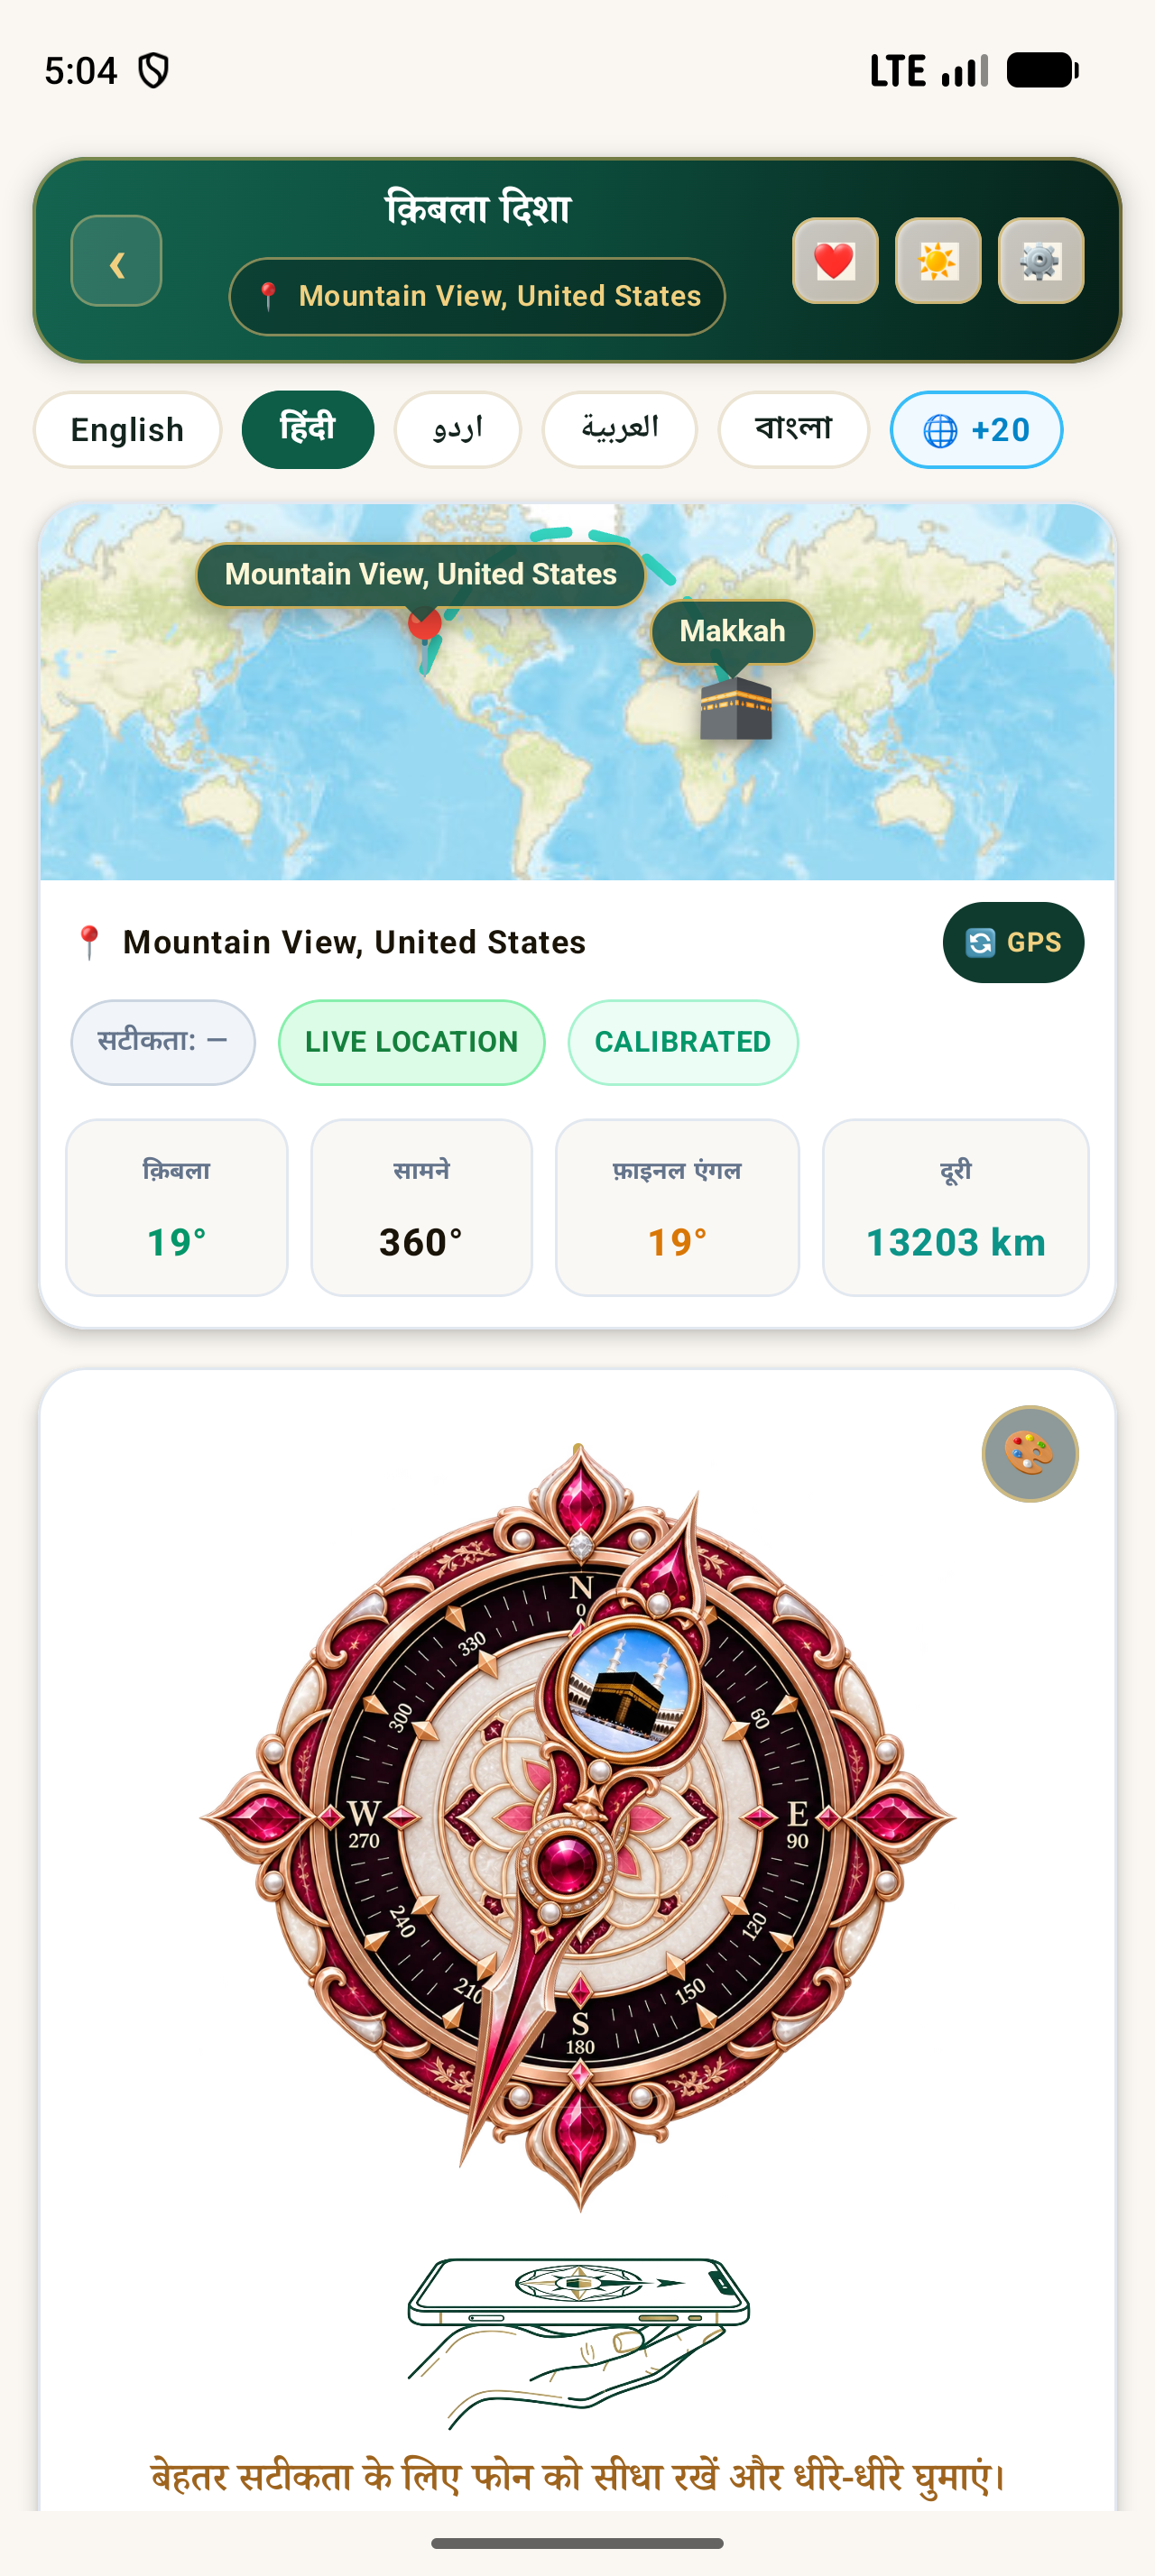 5:04
LTE
क़िबला दिशा
Mountain View, United States
English
हिंदी
اردو
العربية
বাংলা
+20
Mountain View, United States
Makkah
Mountain View, United States
GPS
सटीकता: —
LIVE LOCATION
CALIBRATED
क़िबला
19°
सामने
360°
फ़ाइनल एंगल
19°
दूरी
13203 km
N
0
330
300
60
W
270
E
90
240
120
210
150
S
180
बेहतर सटीकता के लिए फोन को सीधा रखें और धीरे-धीरे घुमाएं।